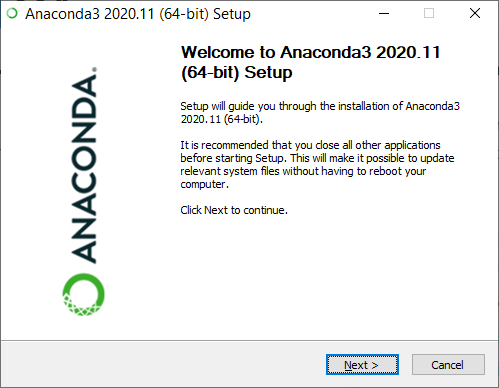 Anaconda3 2020.11 (64-bit) Setup
Welcome to Anaconda3 2020.11
(64-bit) Setup
Setup will guide you through the installation of Anaconda3
2020.11 (64-bit).
It is recommended that you close all other applications
before starting Setup. This will make it possible to update
relevant system files without having to reboot your
computer.
Click Next to continue.
ANACONDA.
Next >
Cancel